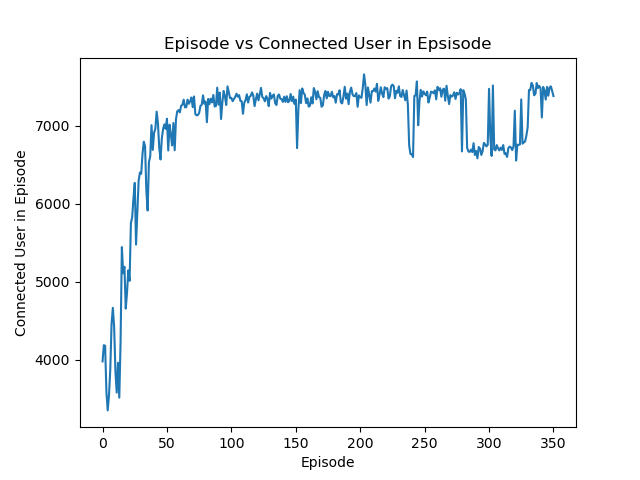 Episode vs Connected User in Epsisode
Connected User in Episode
7000
6000
5000
4000
0 50 100 150 200 250 300 350
Episode